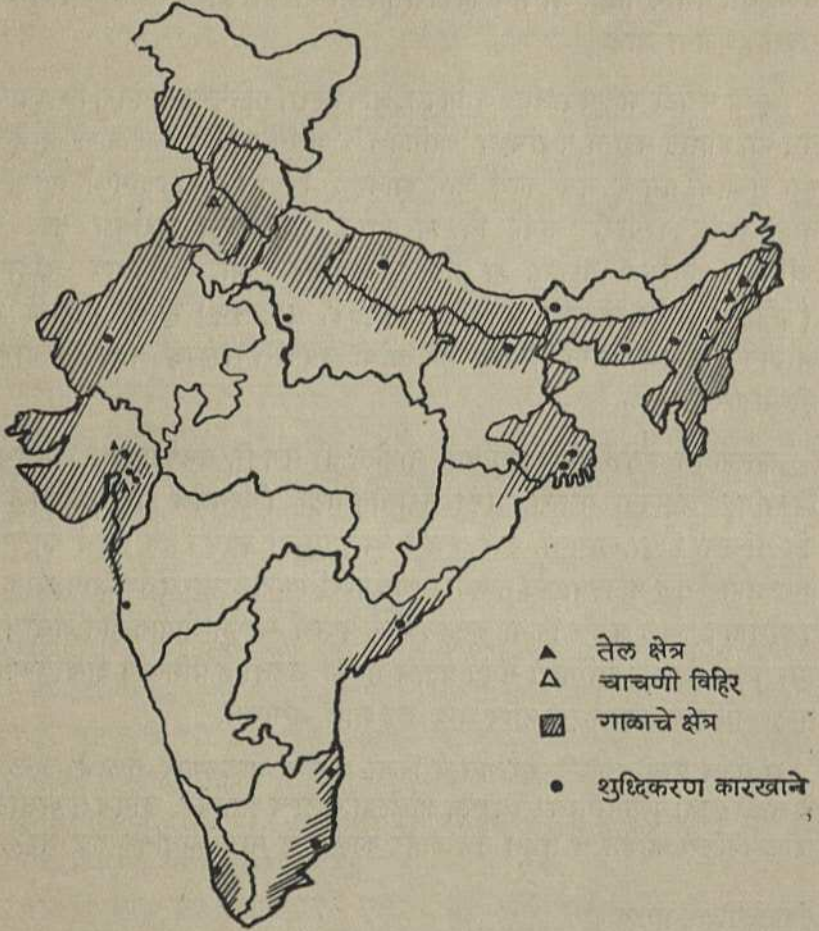 तेल क्षेत्र
चाचणी विहिर
गाळाचे क्षेत्र
शुध्दिकरण कारखाने